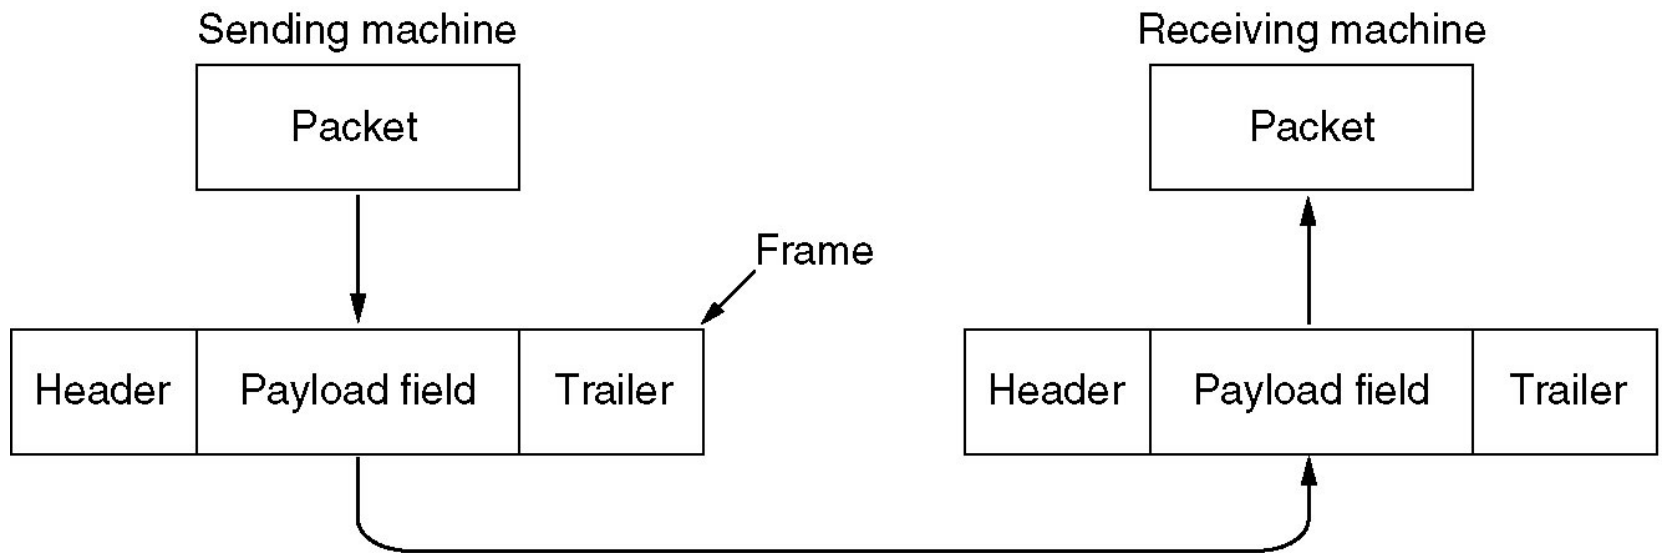 Sending machine
Receiving machine
Packet
Packet
Frame
Header
Payload field
Trailer
Header
Payload field
Trailer